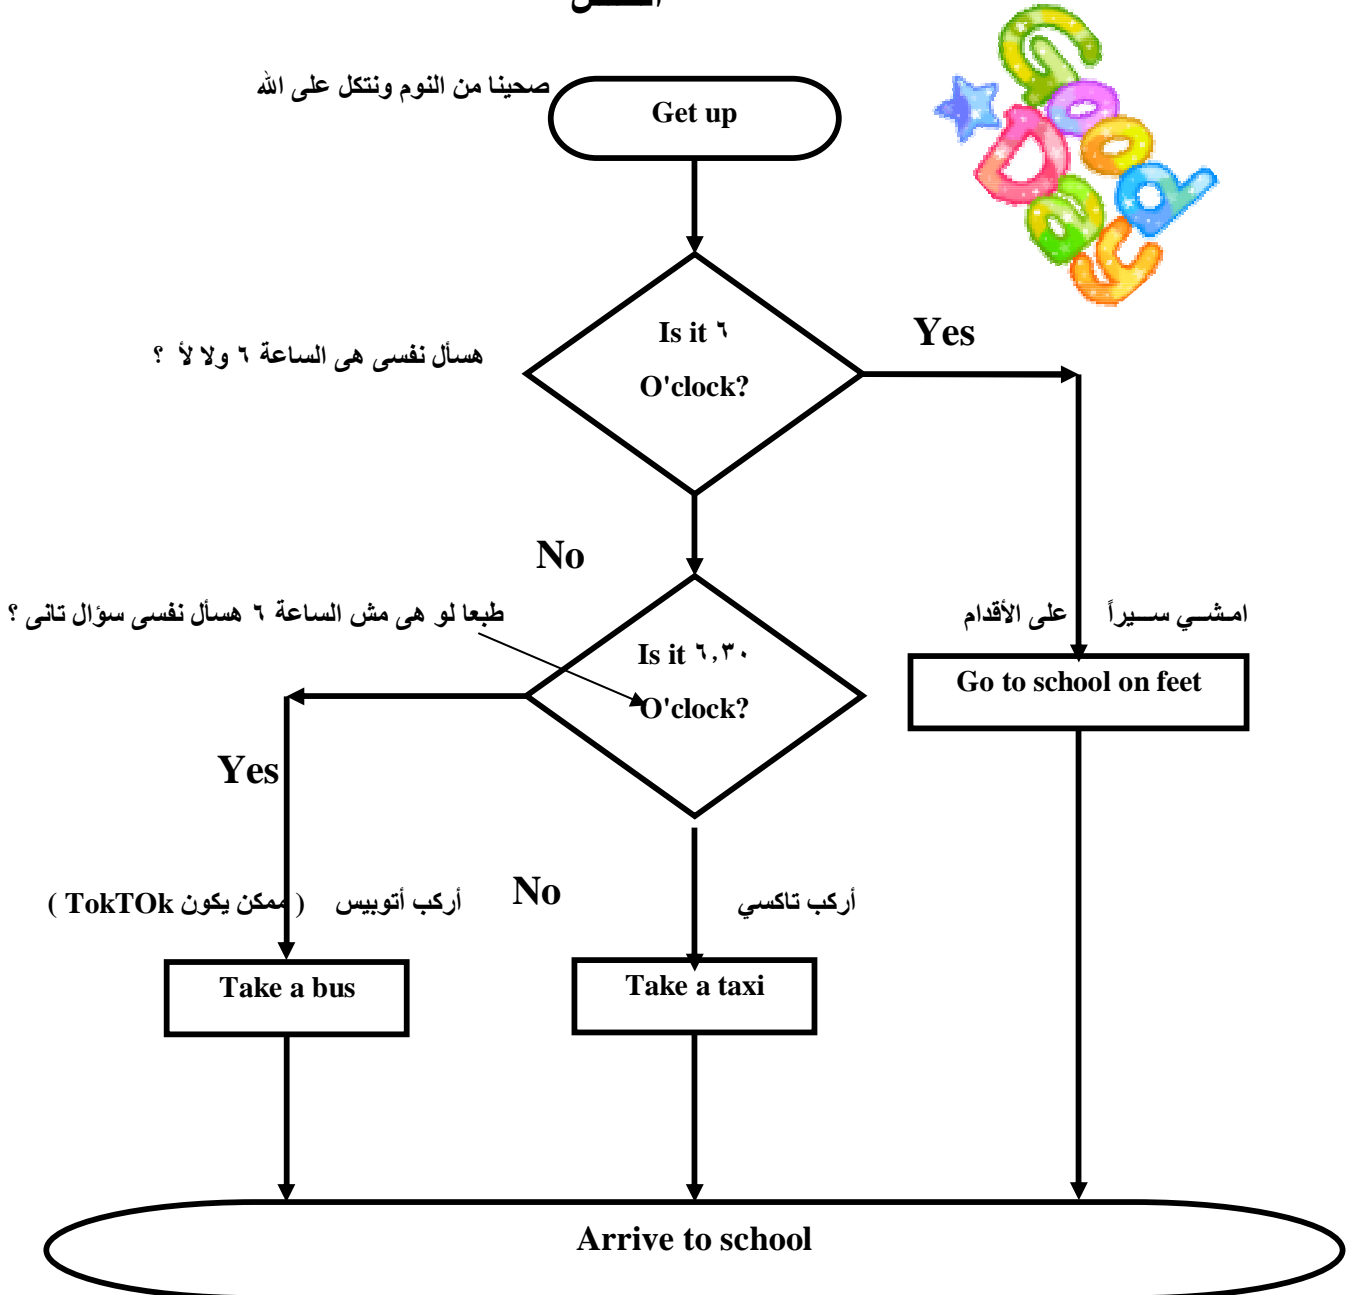 صحينا من النوم ونتكل على الله
Get up
Good Day
Is it ٦
O'clock?
Yes
هسأل نفسى هى الساعة ٦ ولا لأ ؟
No
طبعا لو هى مش الساعة ٦ هسأل نفسى سؤال تانى ؟
امـشــي ســـيراً على الأقدام
Is it ٦,٣٠
O'clock?
Go to school on feet
Yes
No
أركب أتوبيس ( ممكن يكون TokTOk )
أركب تاكسي
Take a bus
Take a taxi
Arrive to school